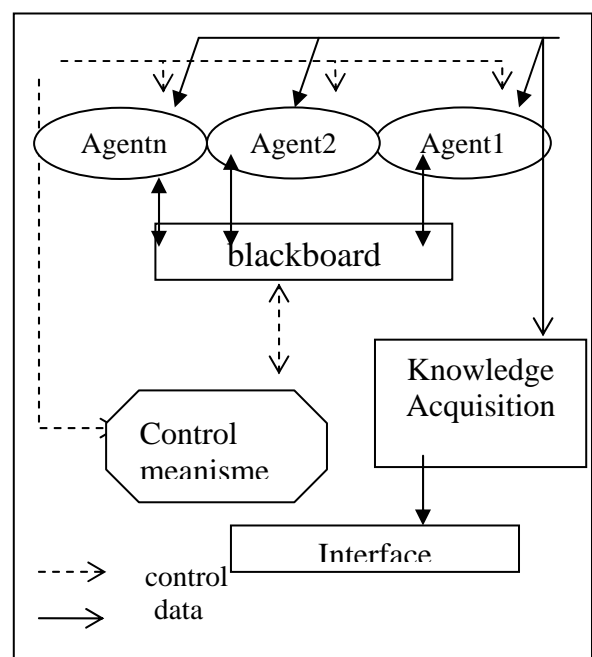 Agentn Agent2 Agent1
blackboard
Knowledge
Acquisition
Control
meanisme
Interface
control
data